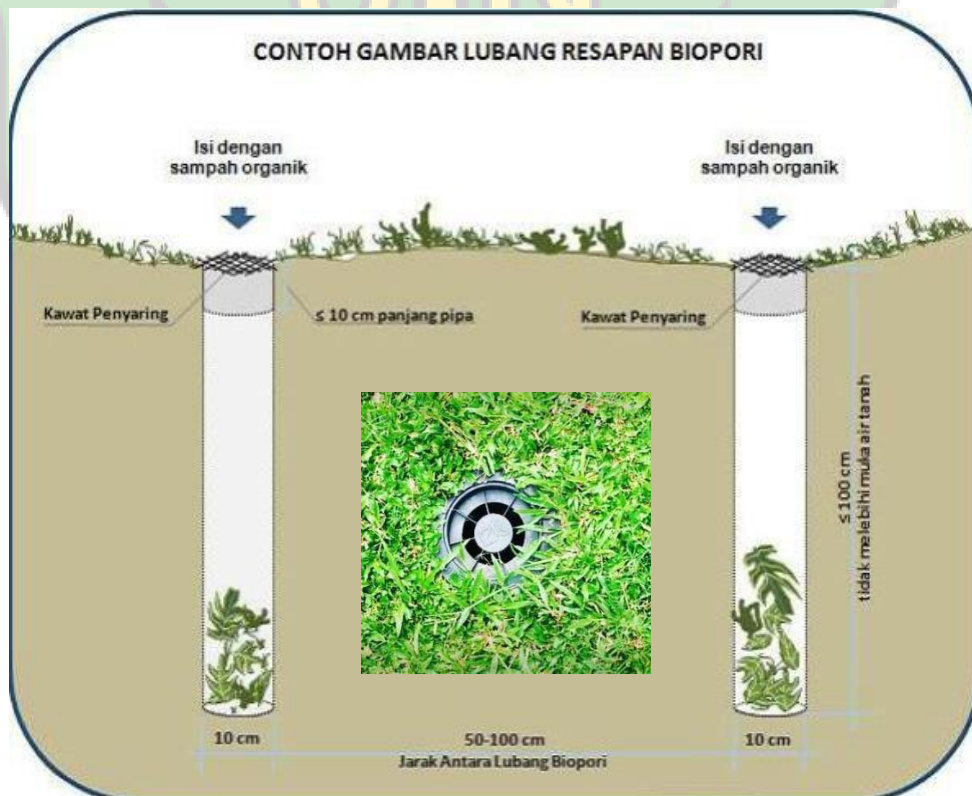 CONTOH GAMBAR LUBANG RESAPAN BIOPORI
Isi dengan
sampah organik
Isi dengan
sampah organik
Kawat Penyaring
≤ 10 cm panjang pipa
Kawat Penyaring
≤ 100 cm
tidak melebihi muka air tanah
10 cm
50-100 cm
10 cm
Jarak Antara Lubang Biopori